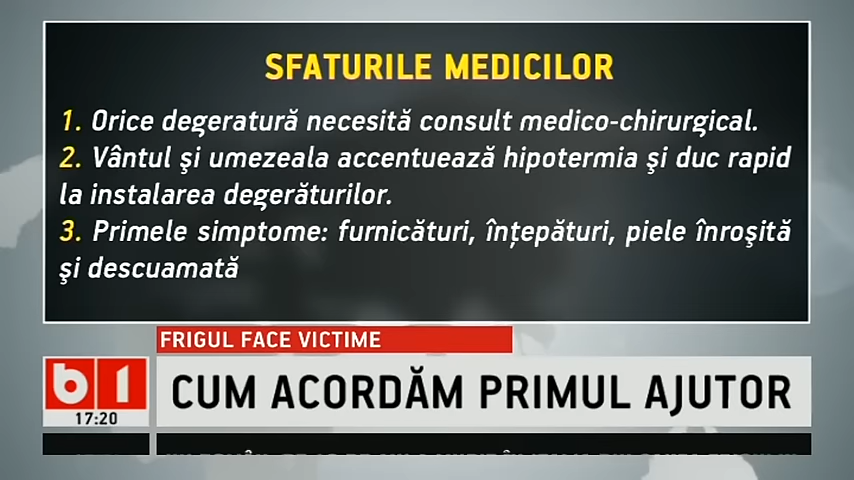 SFATURILE MEDICILOR
1. Orice degeratură necesită consult medico-chirurgical.
2. Vântul şi umezeala accentuează hipotermia şi duc rapid
la instalarea degerăturilor.
3. Primele simptome: furnicături, înţepături, piele înroşită
şi descuamată
FRIGUL FACE VICTIME
b1
CUM ACORDĂM PRIMUL AJUTOR
17:20